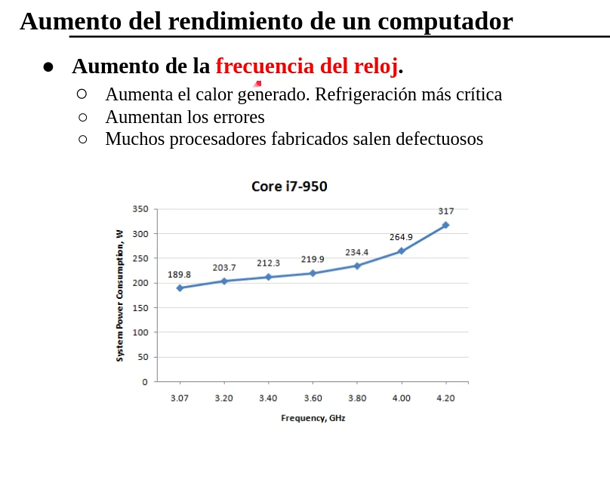 Aumento del rendimiento de un computador
● Aumento de la frecuencia del reloj.
○ Aumenta el calor generado. Refrigeración más crítica
○ Aumentan los errores
○ Muchos procesadores fabricados salen defectuosos
Core i7-950
350
300
250
200
150
100
50
0
System Power Consumption, W
189.8
203.7
212.3
219.9
234.4
264.9
317
3.07 3.20 3.40 3.60 3.80 4.00 4.20
Frequency, GHz